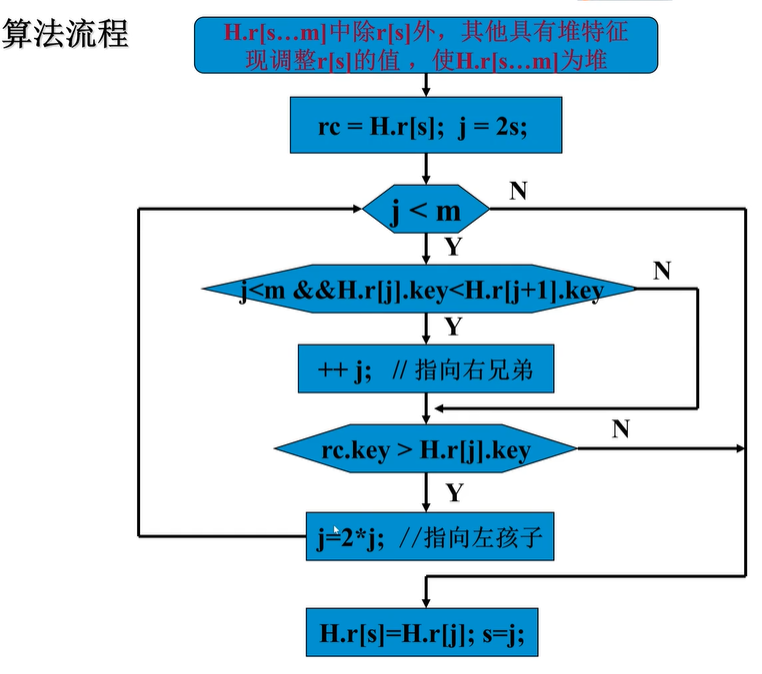 算法流程
H.r[s…m]中除r[s]外，其他具有堆特征
现调整r[s]的值 ，使H.r[s…m]为堆
rc = H.r[s];  j = 2s;
j < m
N
Y
j<m &&H.r[j].key<H.r[j+1].key
N
Y
++ j;  // 指向右兄弟
rc.key > H.r[j].key
N
Y
j=2*j;  //指向左孩子
H.r[s]=H.r[j]; s=j;